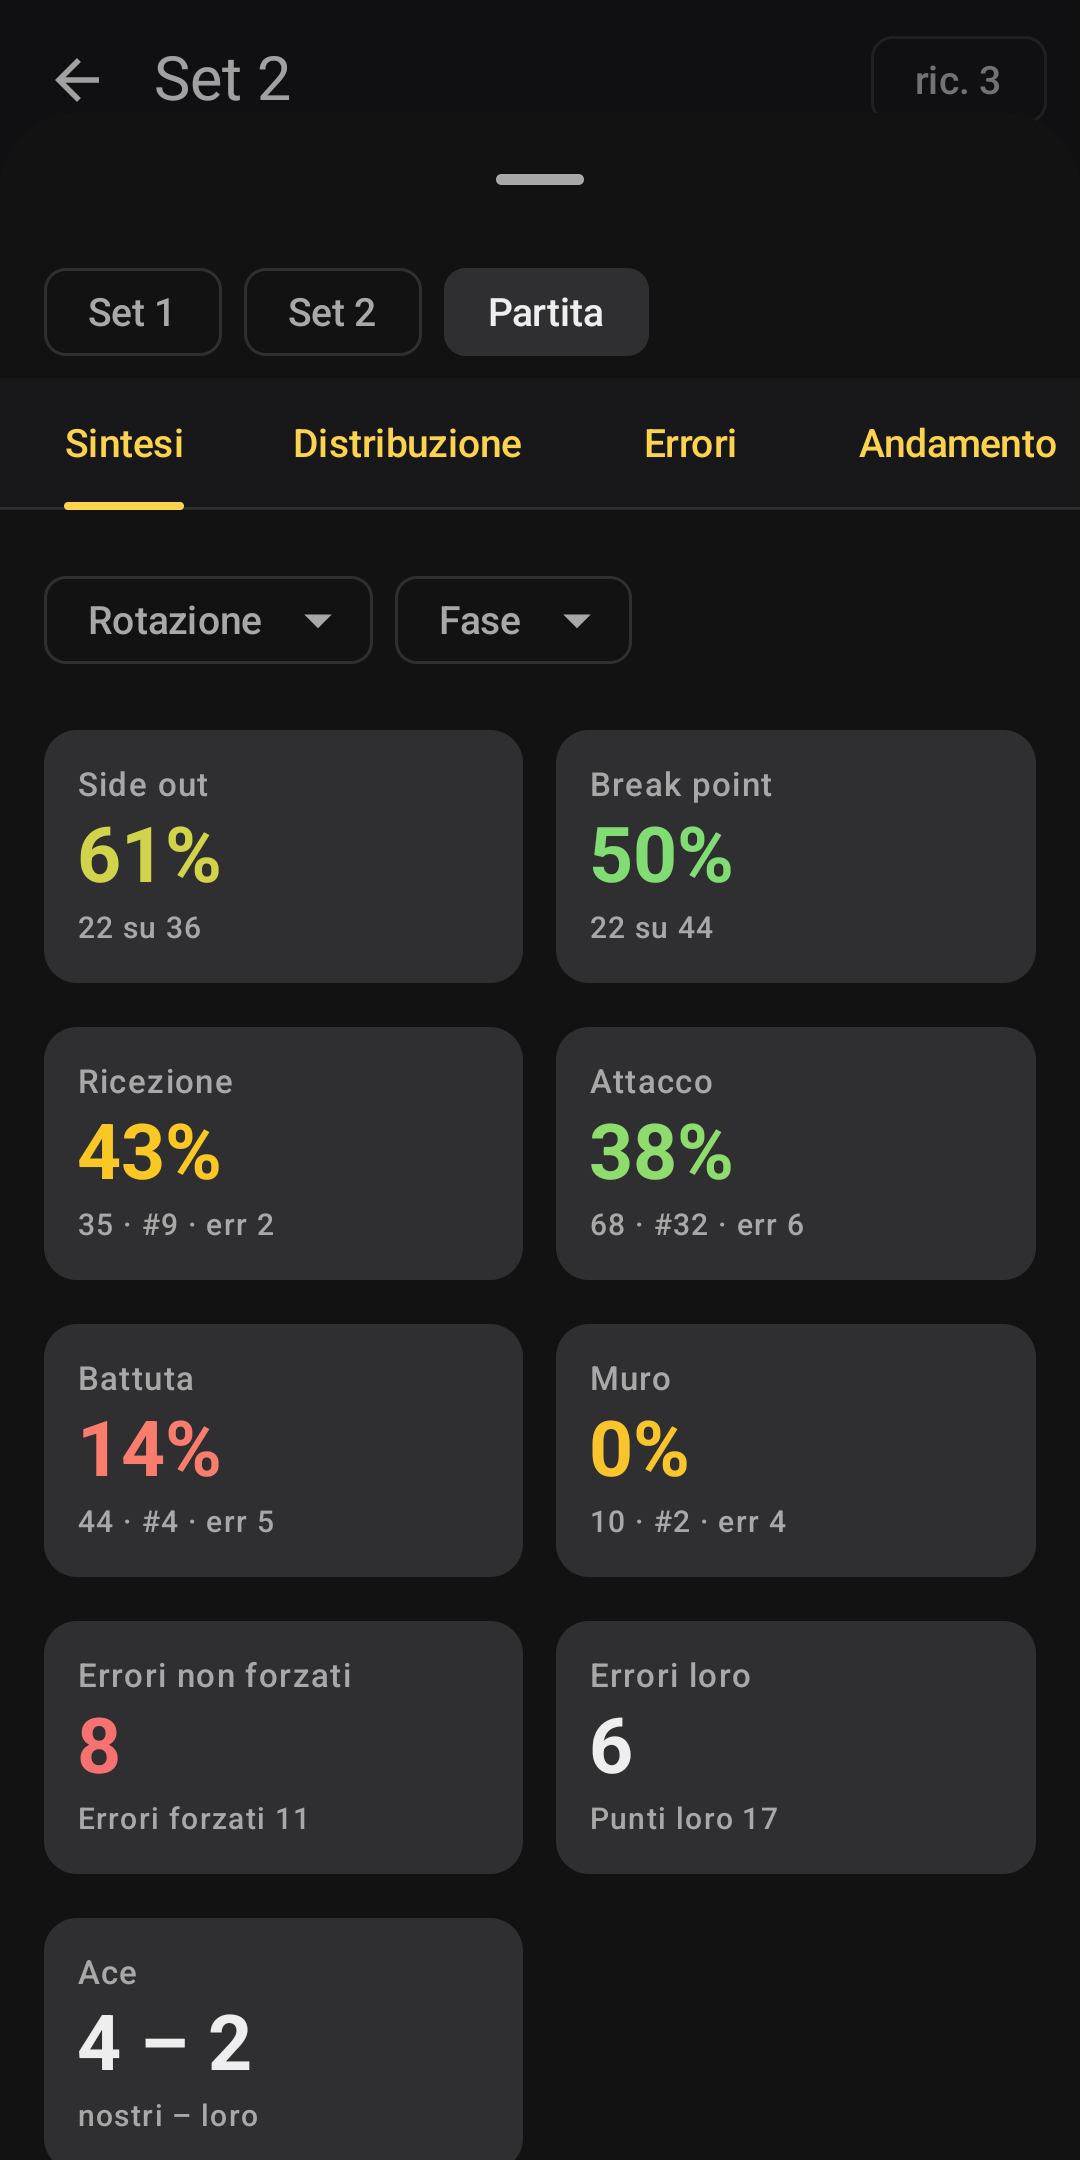 Set 2
ric. 3
Set 1
Set 2
Partita
Sintesi
Distribuzione
Errori
Andamento
Rotazione
Fase
Side out
61%
22 su 36
Break point
50%
22 su 44
Ricezione
43%
35 · #9 · err 2
Attacco
38%
68 · #32 · err 6
Battuta
14%
44 · #4 · err 5
Muro
0%
10 · #2 · err 4
Errori non forzati
8
Errori forzati 11
Errori loro
6
Punti loro 17
Ace
4 – 2
nostri – loro